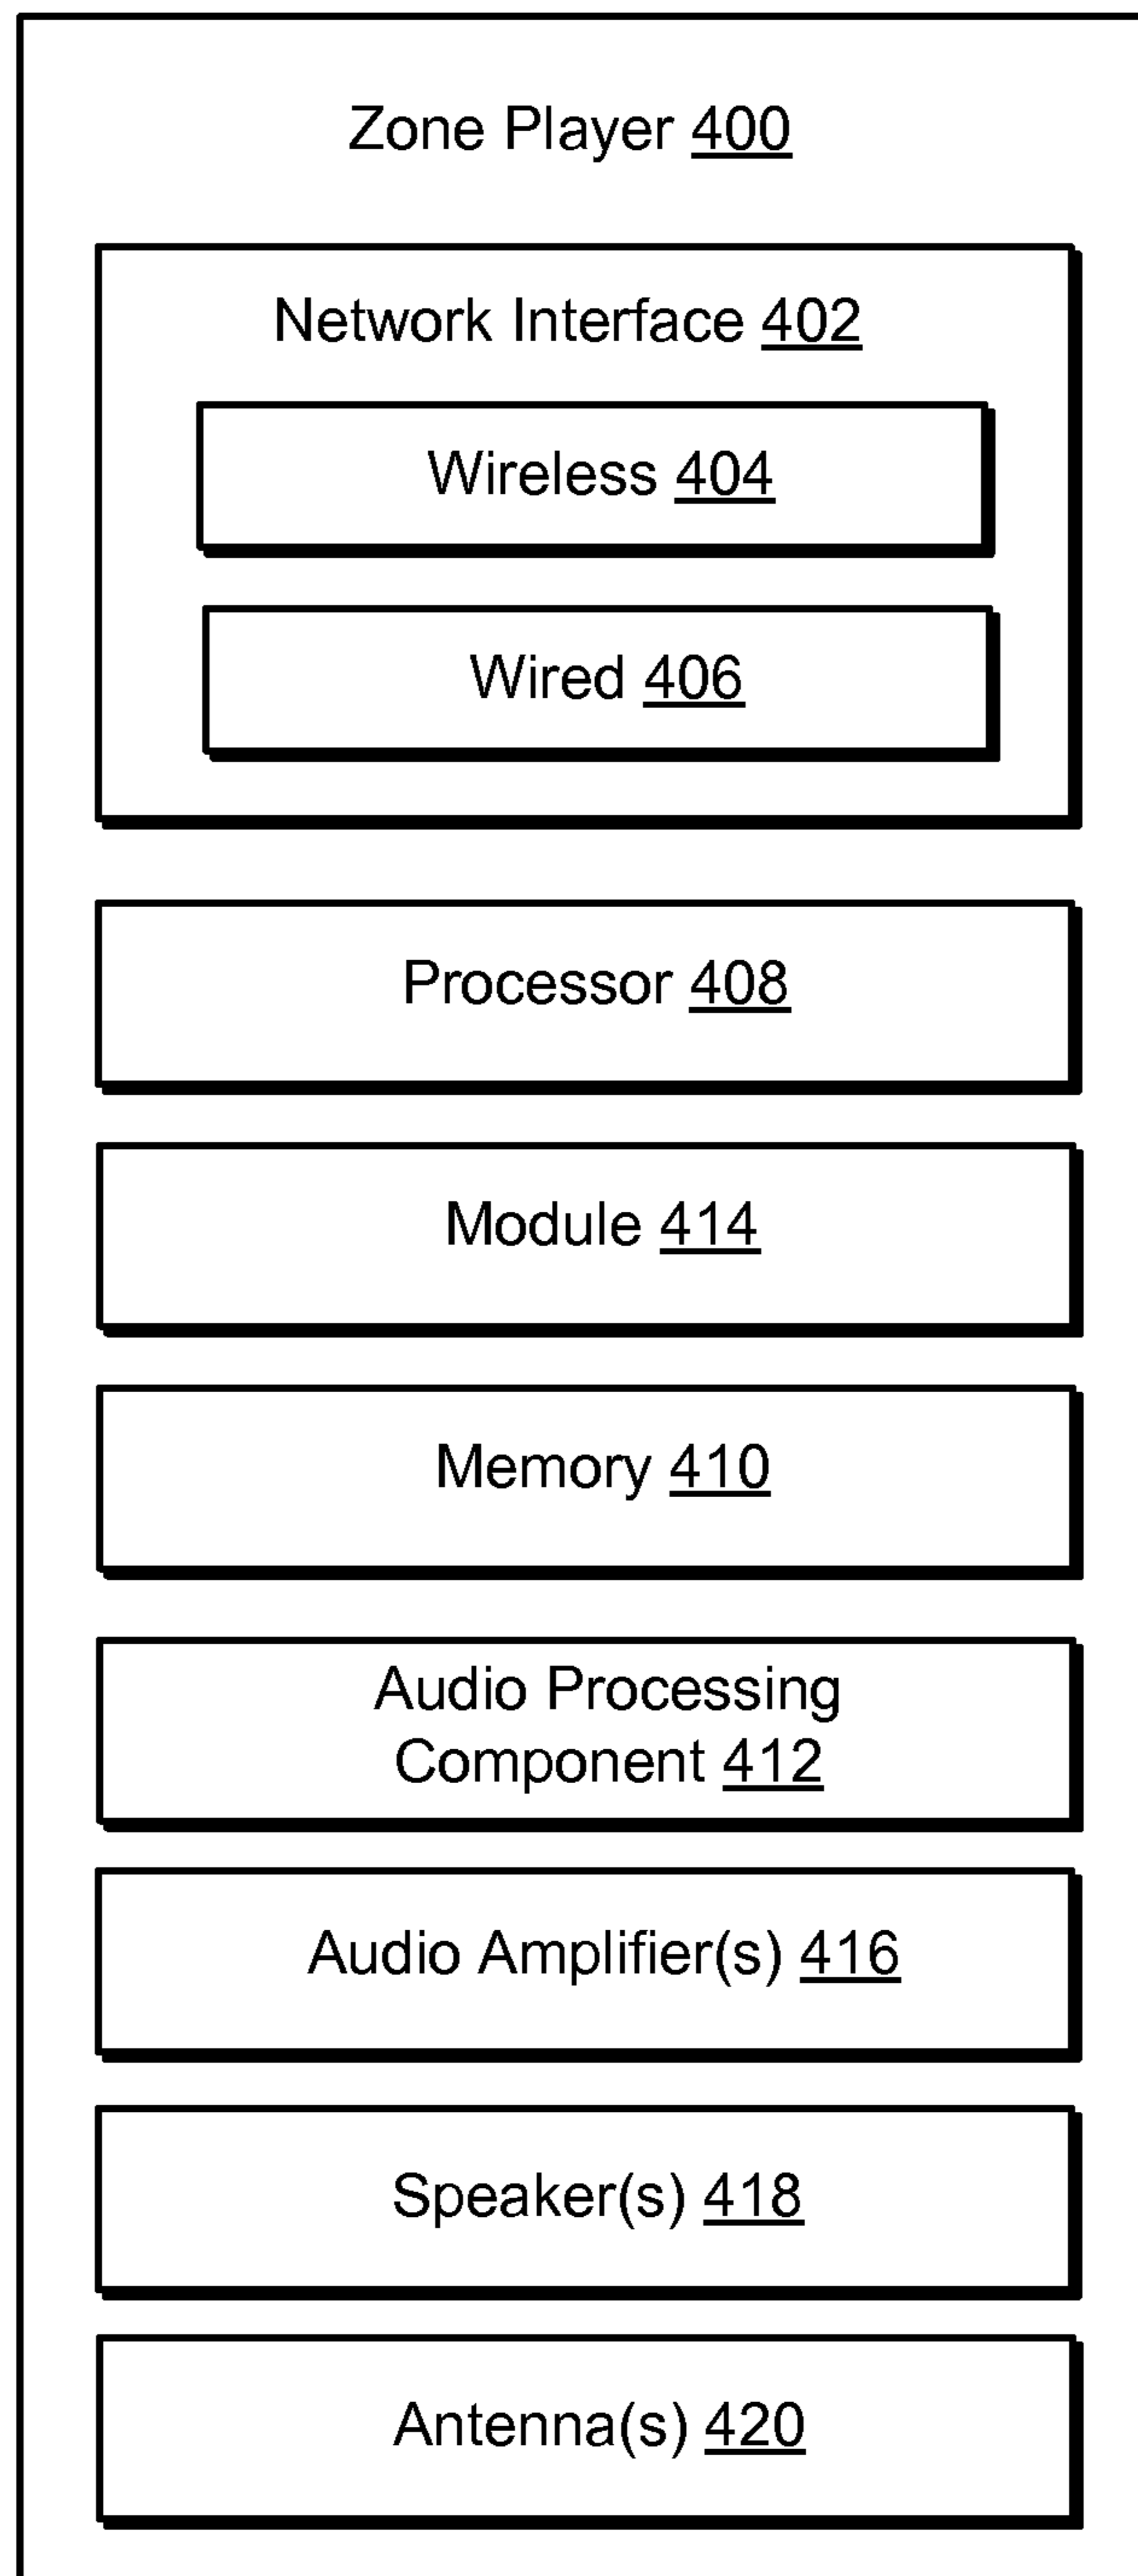 Zone Player 400
Network Interface 402
Wireless 404
Wired 406
Processor 408
Module 414
Memory 410
Audio Processing
Component 412
Audio Amplifier(s) 416
Speaker(s) 418
Antenna(s) 420